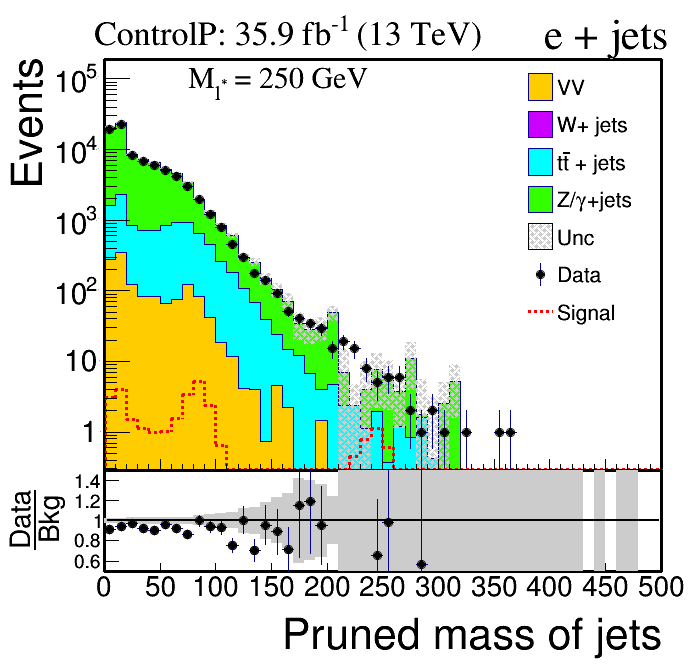 ControlP: 35.9 fb⁻¹ (13 TeV)
e + jets
M_l* = 250 GeV
Events
10⁵
10⁴
10³
10²
10
1
VV
W+ jets
tt̄ + jets
Z/γ+jets
Unc
Data
Signal
Data
Bkg
1.4
1.2
1
0.8
0.6
0 50 100 150 200 250 300 350 400 450 500
Pruned mass of jets